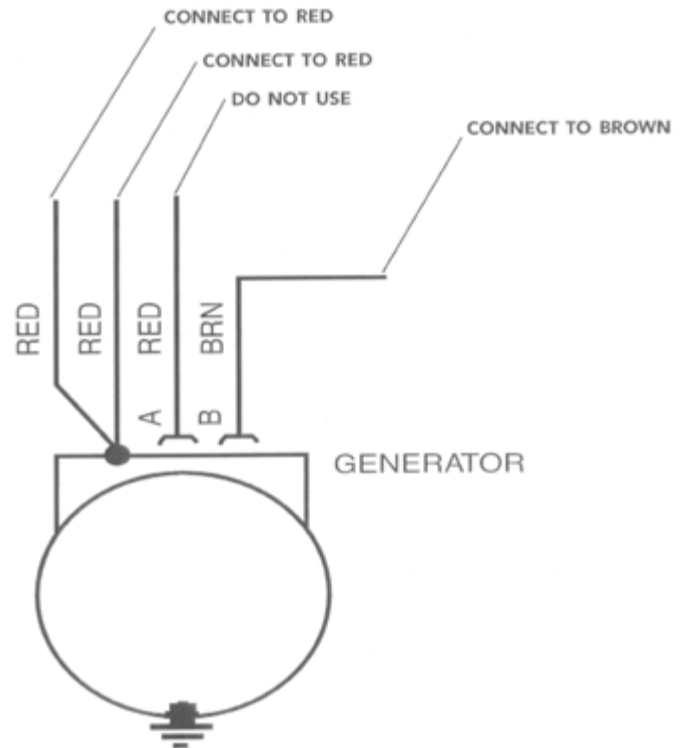 CONNECT TO RED
CONNECT TO RED
DO NOT USE
CONNECT TO BROWN
RED
RED
RED
BRN
A
B
GENERATOR